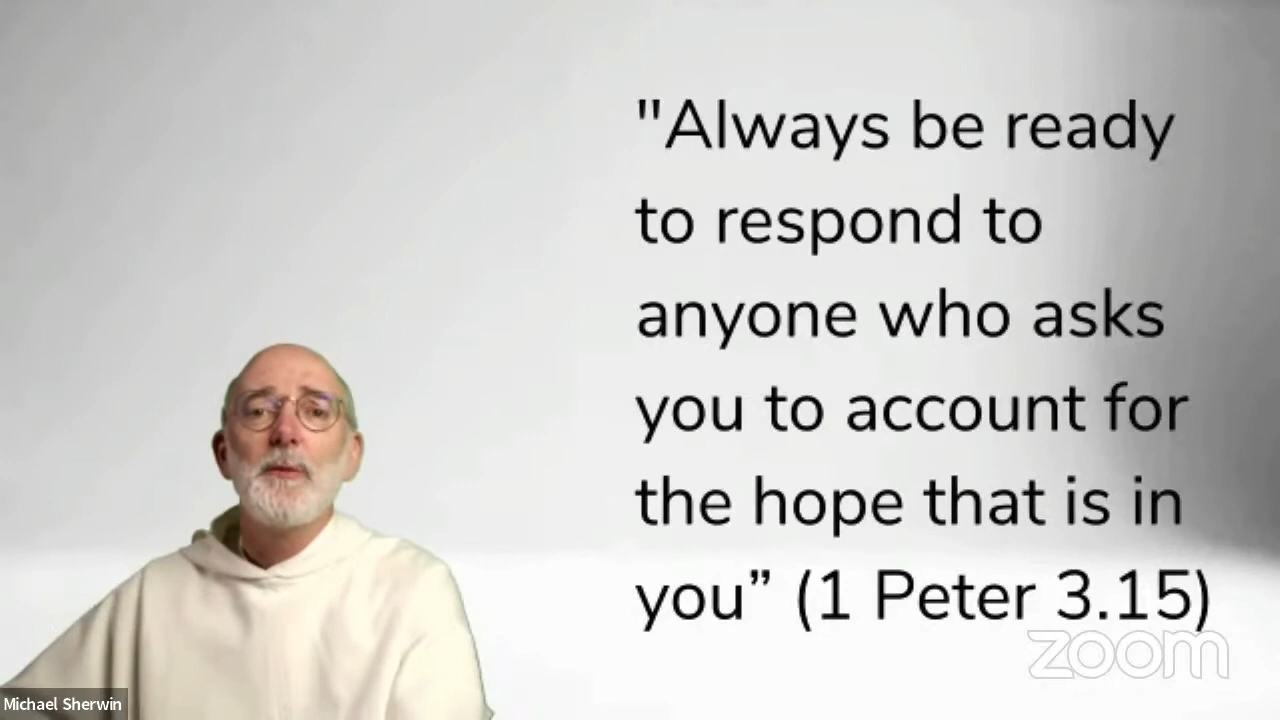 "Always be ready
to respond to
anyone who asks
you to account for
the hope that is in
you” (1 Peter 3.15)
zoom
Michael Sherwin